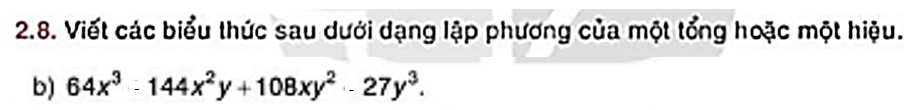 2.8. Viết các biểu thức sau dưới dạng lập phương của một tổng hoặc một hiệu.
b) 64x³ - 144x²y + 108xy² - 27y³.